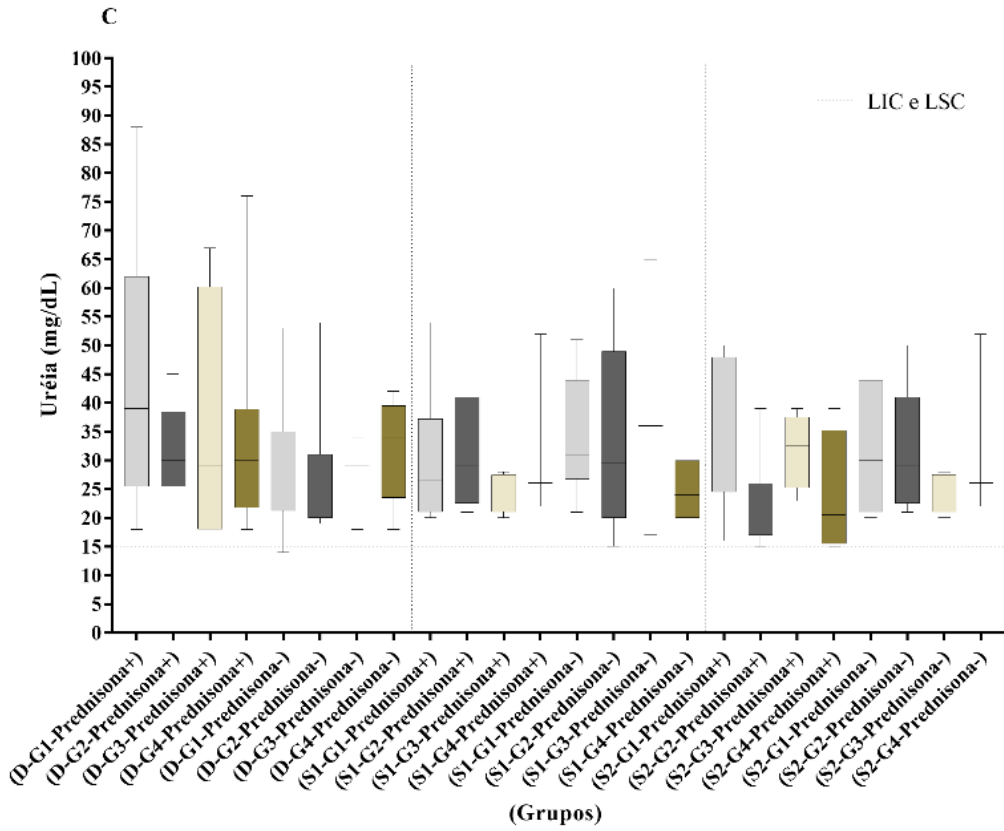 C
100
95
90
85
80
75
70
65
60
55
50
45
40
35
30
25
20
15
10
5
0
Uréia (mg/dL)
LIC e LSC
(D-G1-Prednisona+)
(D-G2-Prednisona+)
(D-G3-Prednisona+)
(D-G4-Prednisona+)
(D-G1-Prednisona-)
(D-G2-Prednisona-)
(D-G3-Prednisona-)
(D-G4-Prednisona-)
(S1-G1-Prednisona+)
(S1-G2-Prednisona+)
(S1-G3-Prednisona+)
(S1-G4-Prednisona+)
(S1-G1-Prednisona-)
(S1-G2-Prednisona-)
(S1-G3-Prednisona-)
(S1-G4-Prednisona-)
(S2-G1-Prednisona+)
(S2-G2-Prednisona+)
(S2-G3-Prednisona+)
(S2-G4-Prednisona+)
(S2-G1-Prednisona-)
(S2-G2-Prednisona-)
(S2-G3-Prednisona-)
(S2-G4-Prednisona-)
(Grupos)